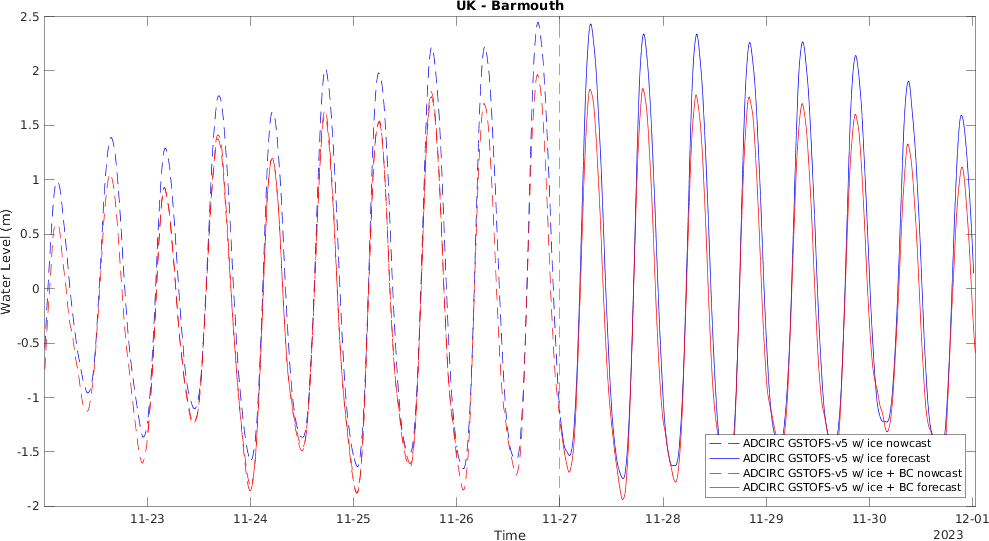 UK - Barmouth
2.5
2
1.5
1
0.5
0
-0.5
-1
-1.5
-2
Water Level (m)
11-23
11-24
11-25
11-26
11-27
11-28
11-29
11-30
12-01
Time
2023
ADCIRC GSTOFS-v5 w/ ice nowcast
ADCIRC GSTOFS-v5 w/ ice forecast
ADCIRC GSTOFS-v5 w/ ice + BC nowcast
ADCIRC GSTOFS-v5 w/ ice + BC forecast